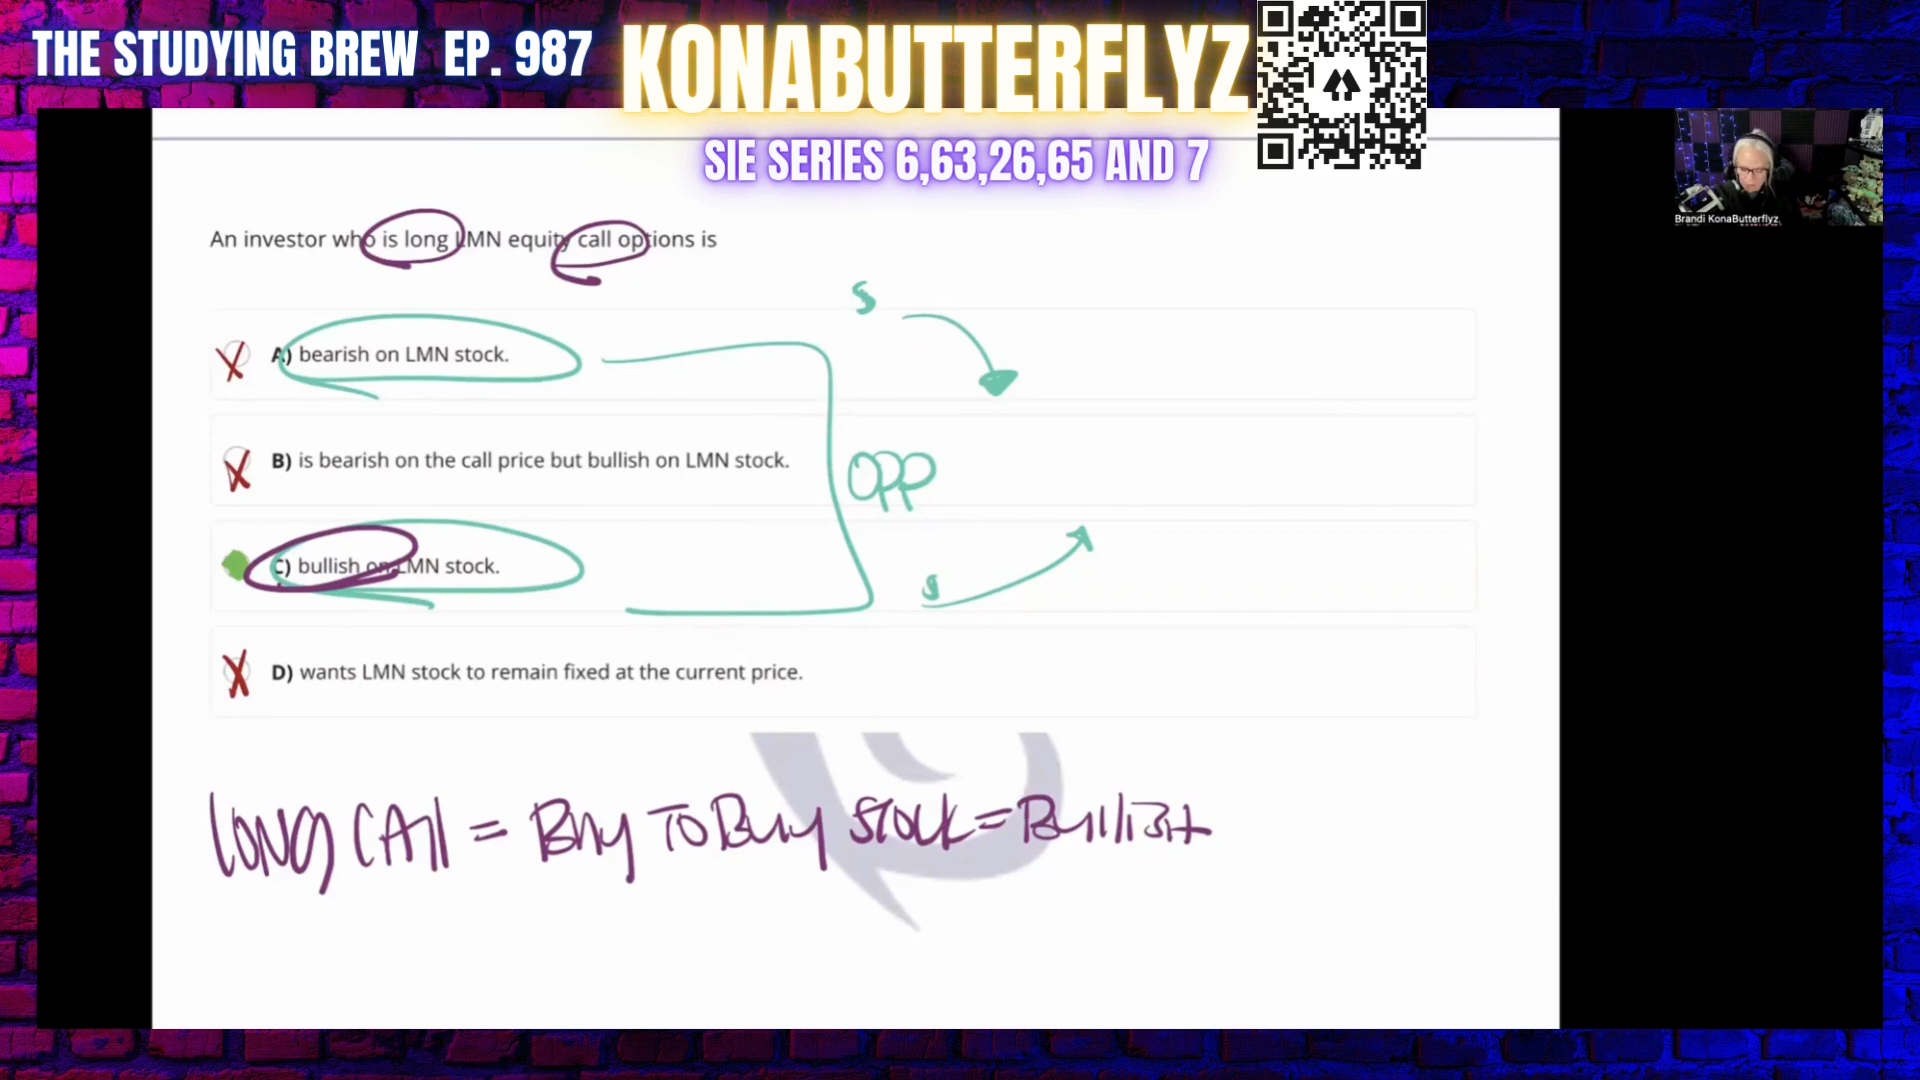 THE STUDYING BREW EP. 987
KONABUTTERFLYZ
SIE SERIES 6,63,26,65 AND 7
Brandi KonaButterflyz
An investor who is long LMN equity call options is
$
A) bearish on LMN stock.
B) is bearish on the call price but bullish on LMN stock.
OPP
C) bullish on LMN stock.
$
D) wants LMN stock to remain fixed at the current price.
LONG CAll = Buy TO Buy STOCK = BullisH